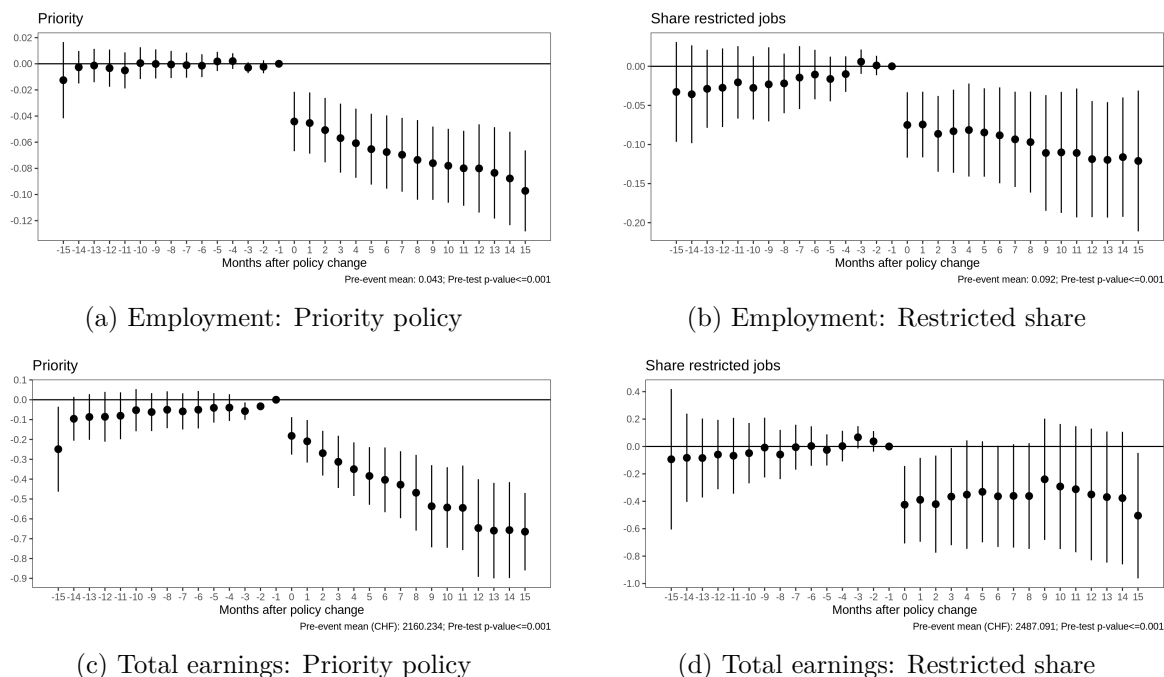 Priority
0.02
0.00
-0.02
-0.04
-0.06
-0.08
-0.10
-0.12
-15 -14 -13 -12 -11 -10 -9 -8 -7 -6 -5 -4 -3 -2 -1 0 1 2 3 4 5 6 7 8 9 10 11 12 13 14 15
Months after policy change
Pre-event mean: 0.043; Pre-test p-value<=0.001
(a) Employment: Priority policy
Share restricted jobs
0.00
-0.05
-0.10
-0.15
-0.20
-15 -14 -13 -12 -11 -10 -9 -8 -7 -6 -5 -4 -3 -2 -1 0 1 2 3 4 5 6 7 8 9 10 11 12 13 14 15
Months after policy change
Pre-event mean: 0.092; Pre-test p-value<=0.001
(b) Employment: Restricted share
Priority
0.1
0.0
-0.1
-0.2
-0.3
-0.4
-0.5
-0.6
-0.7
-0.8
-0.9
-15 -14 -13 -12 -11 -10 -9 -8 -7 -6 -5 -4 -3 -2 -1 0 1 2 3 4 5 6 7 8 9 10 11 12 13 14 15
Months after policy change
Pre-event mean (CHF): 2160.234; Pre-test p-value<=0.001
(c) Total earnings: Priority policy
Share restricted jobs
0.4
0.2
0.0
-0.2
-0.4
-0.6
-0.8
-1.0
-15 -14 -13 -12 -11 -10 -9 -8 -7 -6 -5 -4 -3 -2 -1 0 1 2 3 4 5 6 7 8 9 10 11 12 13 14 15
Months after policy change
Pre-event mean (CHF): 2487.091; Pre-test p-value<=0.001
(d) Total earnings: Restricted share